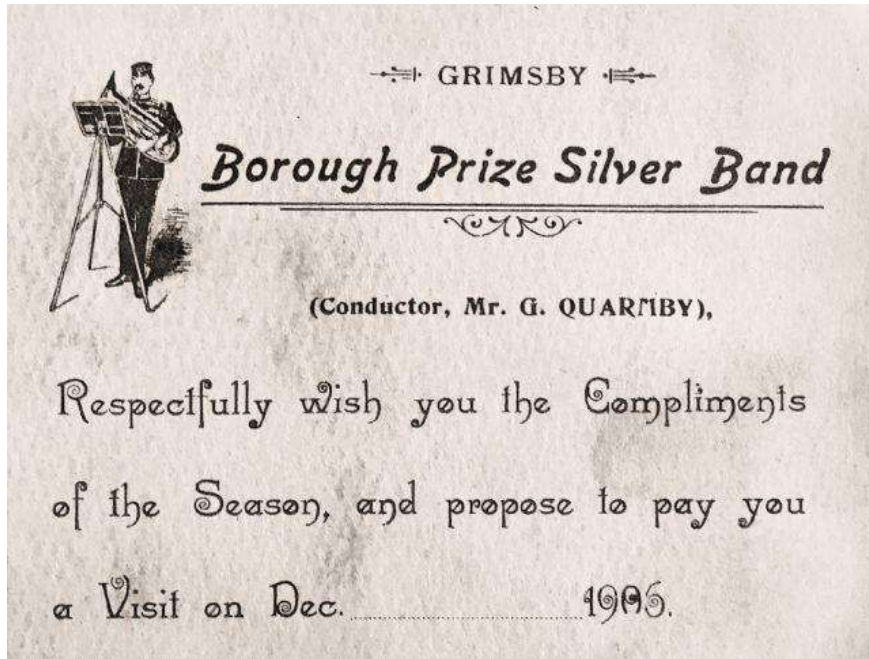 GRIMSBY
Borough Prize Silver Band
(Conductor, Mr. G. QUARMBY),
Respectfully wish you the Compliments
of the Season, and propose to pay you
a Visit on Dec. 1906.